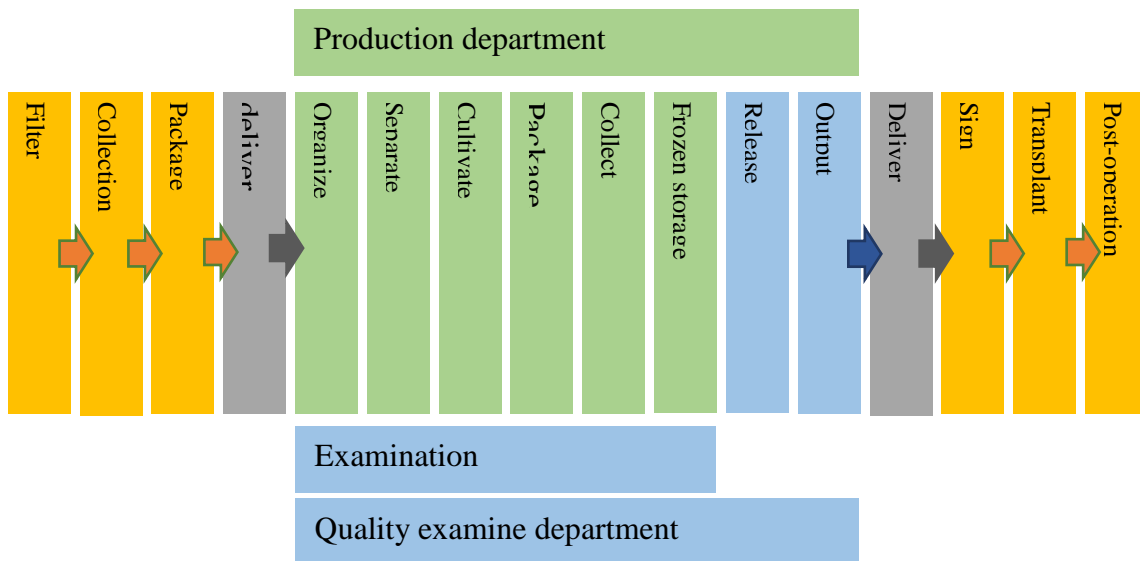 Production department
Filter
Collection
Package
deliver
Organize
Separate
Cultivate
Package
Collect
Frozen storage
Release
Output
Deliver
Sign
Transplant
Post-operation
Examination
Quality examine department